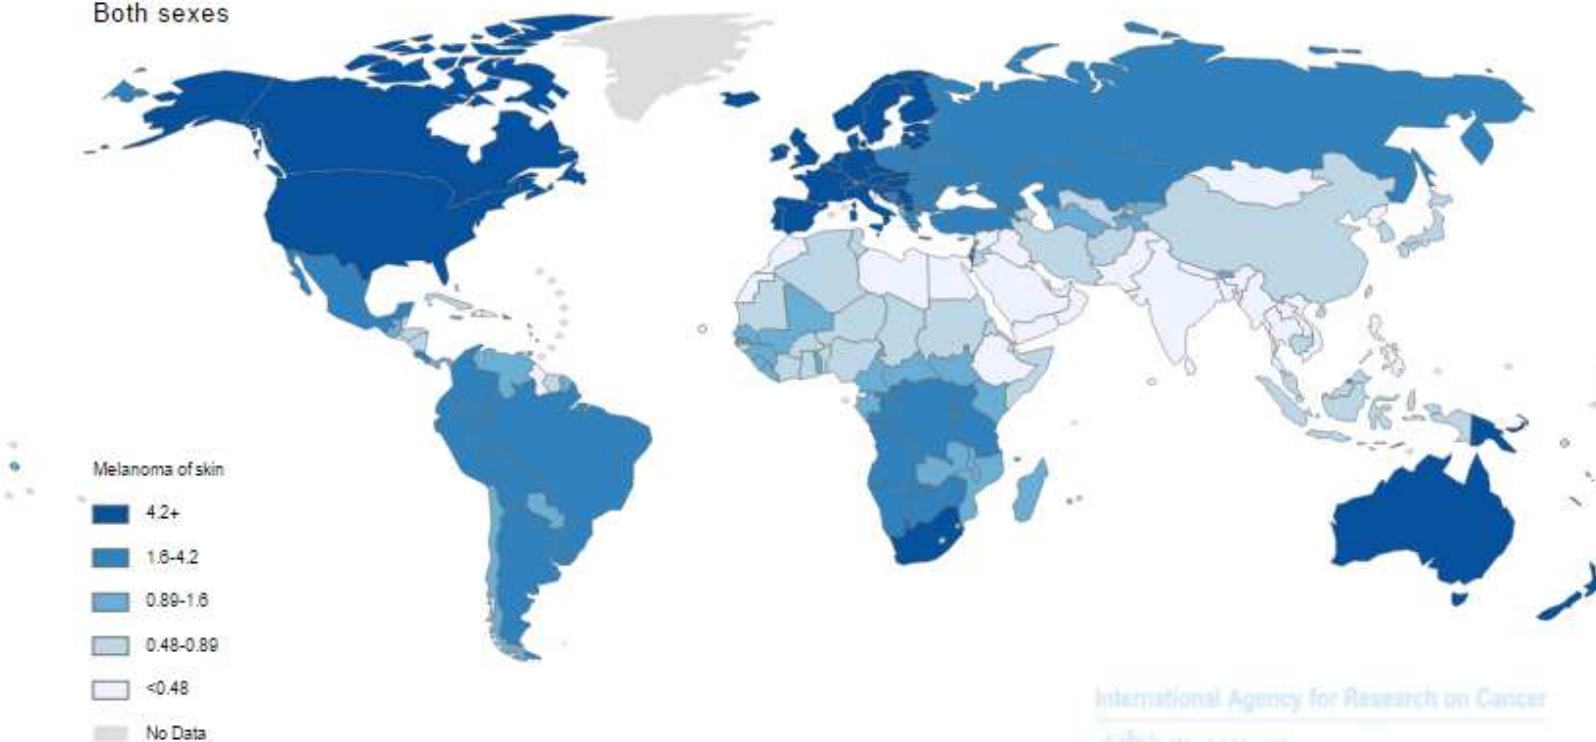 Both sexes
Melanoma of skin
4.2+
1.6-4.2
0.89-1.6
0.48-0.89
<0.48
No Data
International Agency for Research on Cancer